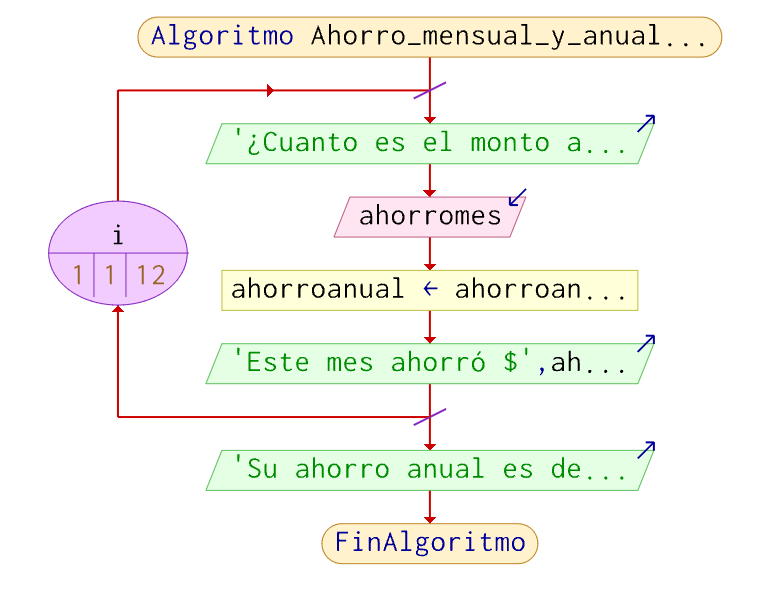 Algoritmo Ahorro_mensual_y_anual...
'¿Cuanto es el monto a...
ahorromes
i
1 1 12
ahorroanual ← ahorroan...
'Este mes ahorró $',ah...
'Su ahorro anual es de...
FinAlgoritmo